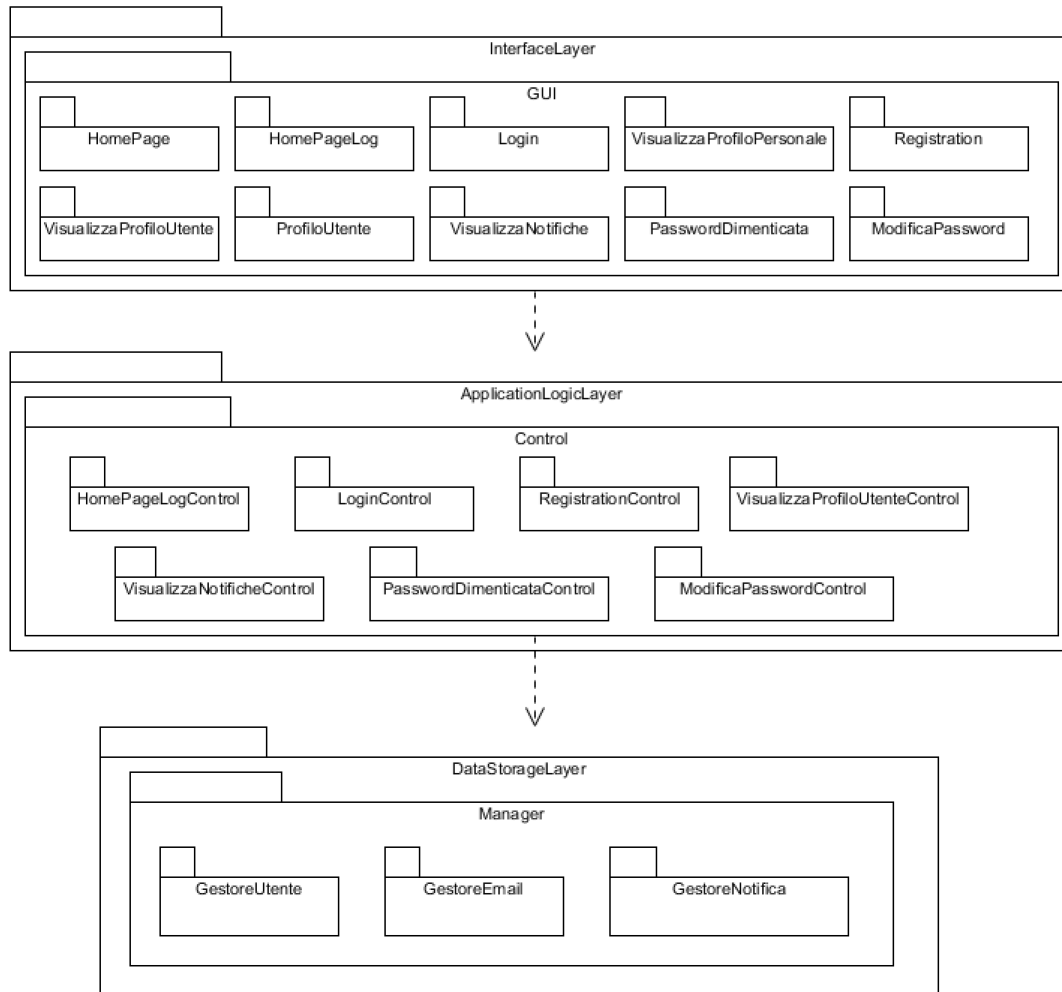 InterfaceLayer
GUI
HomePage
HomePageLog
Login
VisualizzaProfiloPersonale
Registration
VisualizzaProfiloUtente
ProfiloUtente
VisualizzaNotifiche
PasswordDimenticata
ModificaPassword
ApplicationLogicLayer
Control
HomePageLogControl
LoginControl
RegistrationControl
VisualizzaProfiloUtenteControl
VisualizzaNotificheControl
PasswordDimenticataControl
ModificaPasswordControl
DataStorageLayer
Manager
GestoreUtente
GestoreEmail
GestoreNotifica